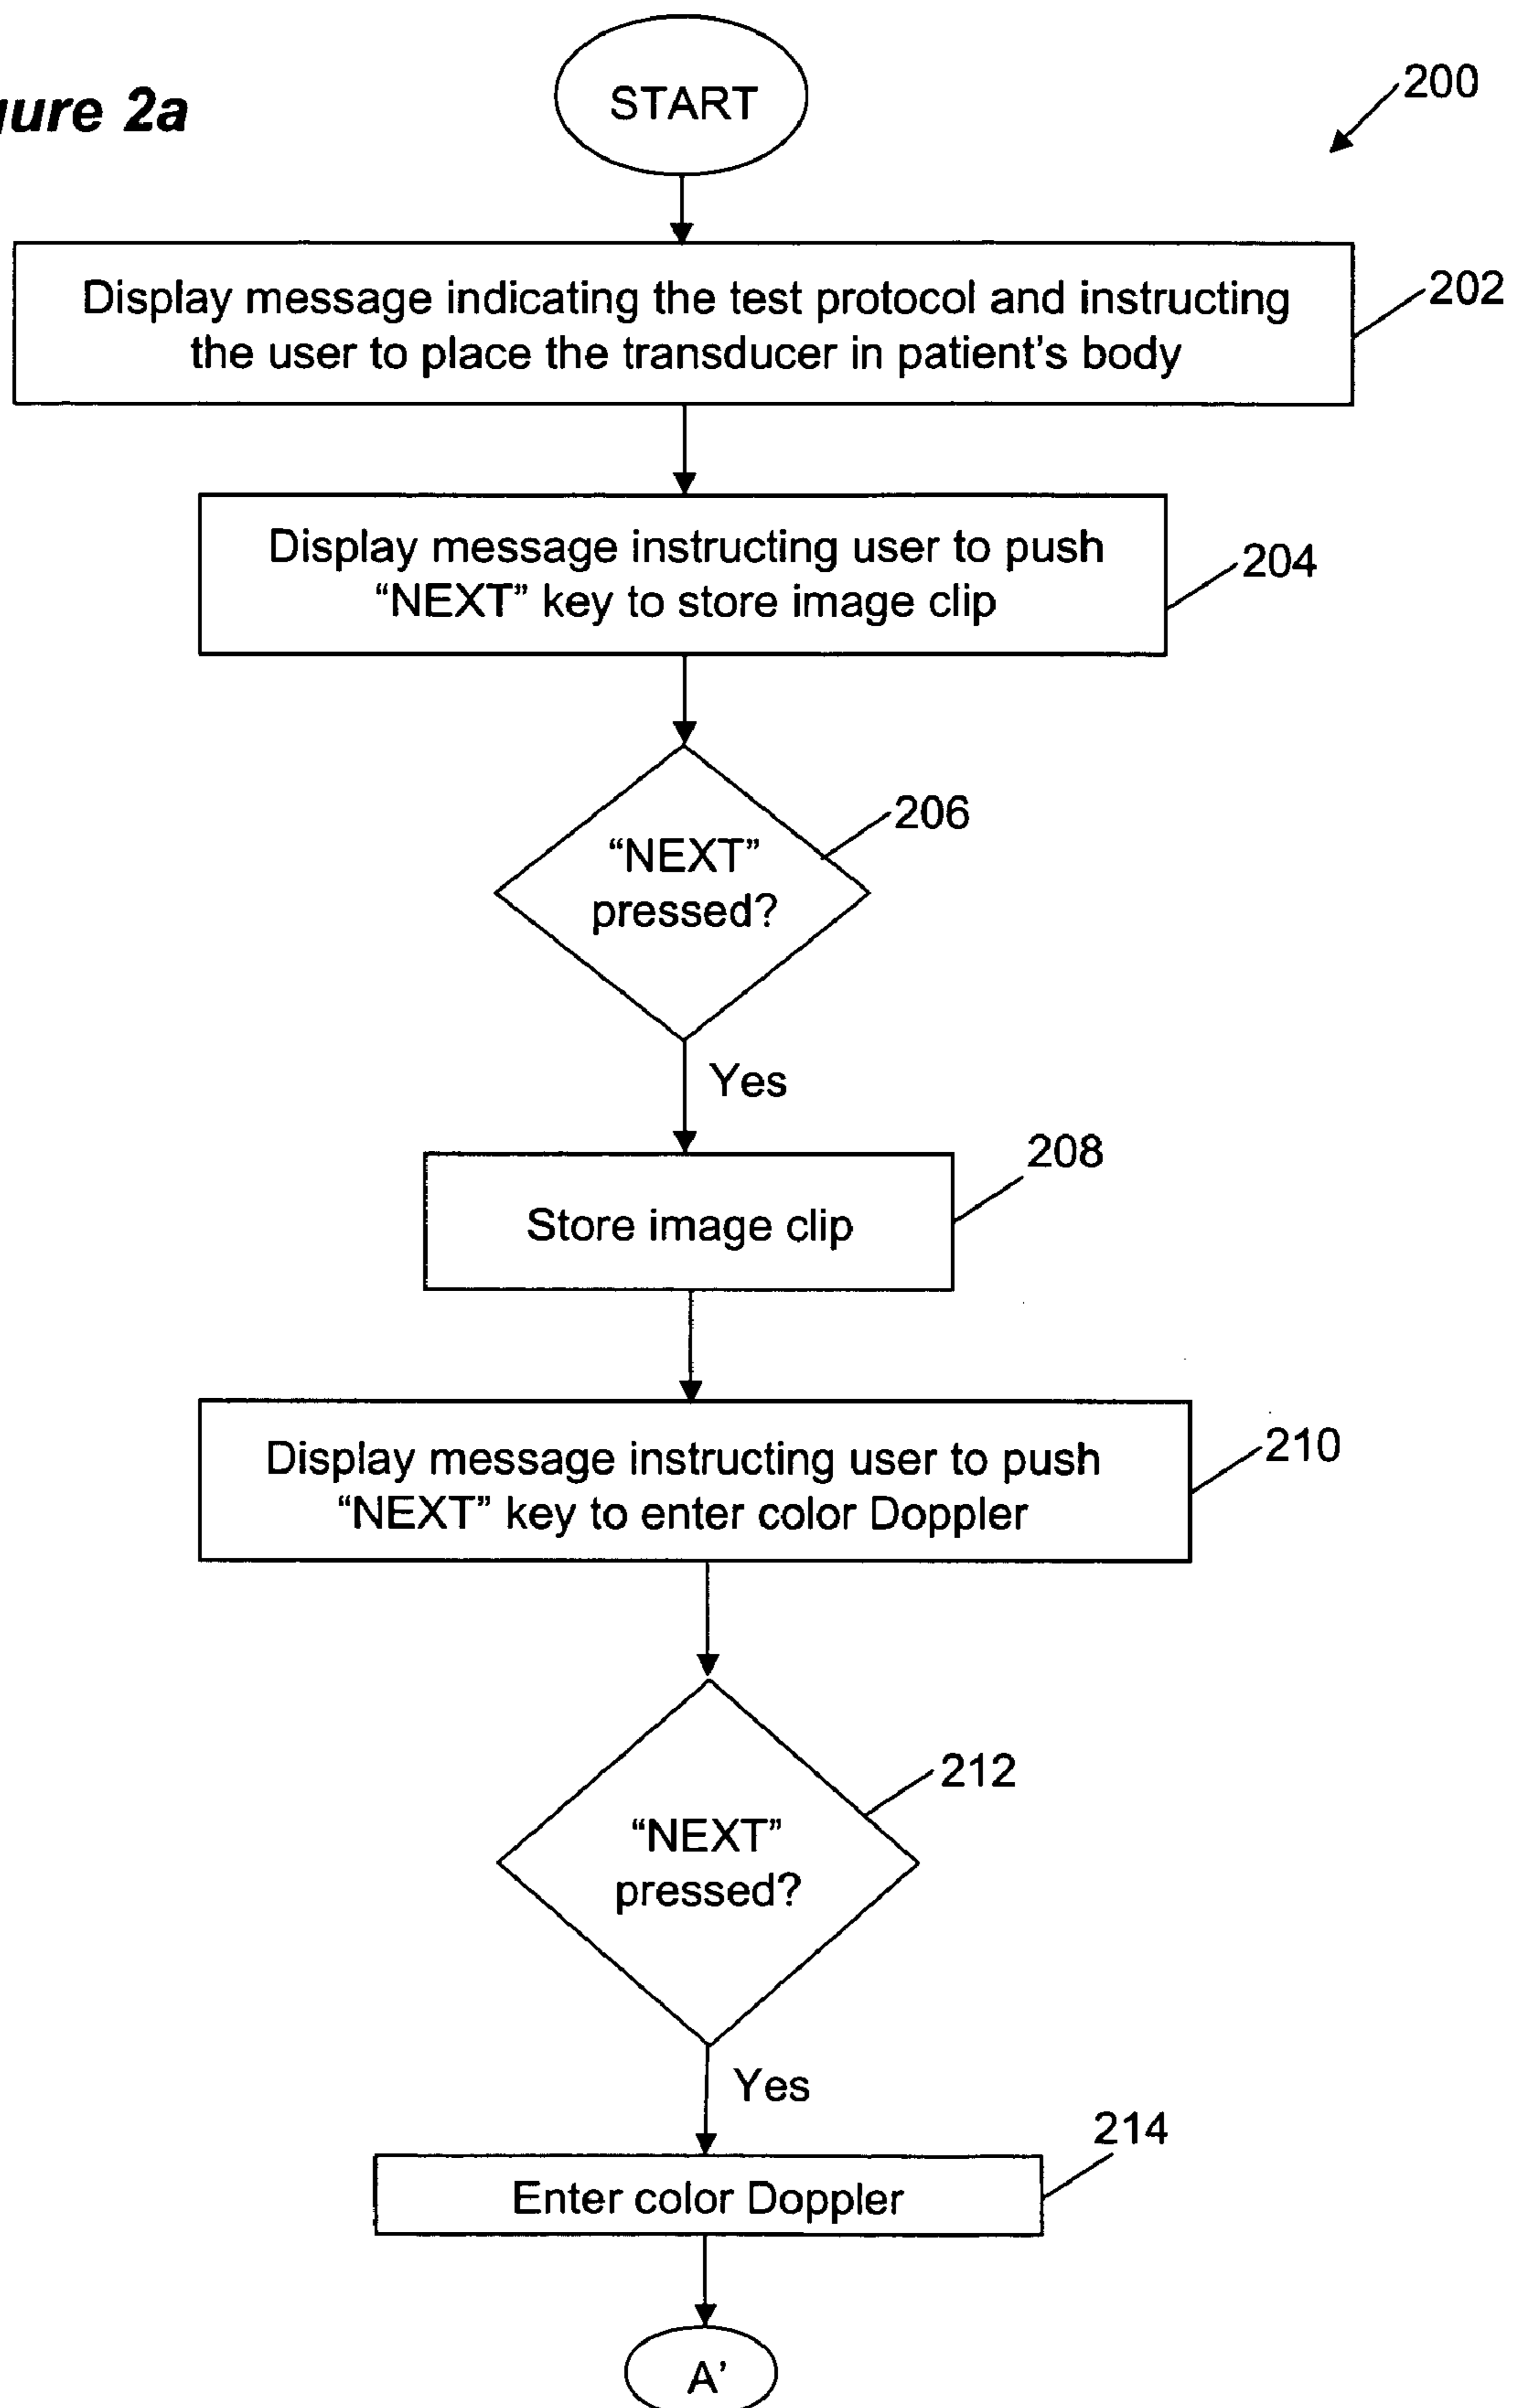 gure 2a
START
200
Display message indicating the test protocol and instructing
the user to place the transducer in patient's body
202
Display message instructing user to push
“NEXT” key to store image clip
204
“NEXT”
pressed?
206
Yes
Store image clip
208
Display message instructing user to push
“NEXT” key to enter color Doppler
210
“NEXT”
pressed?
212
Yes
Enter color Doppler
214
A'